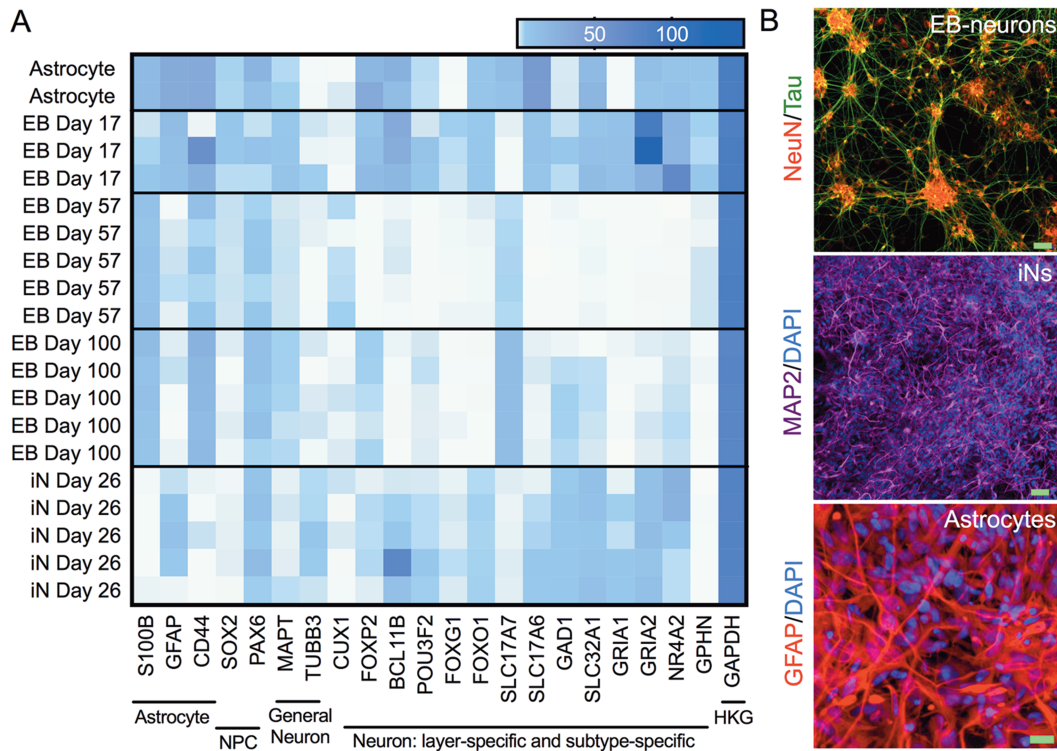 A
50 100
B
Astrocyte
Astrocyte
EB Day 17
EB Day 17
EB Day 17
EB Day 57
EB Day 57
EB Day 57
EB Day 57
EB Day 57
EB Day 100
EB Day 100
EB Day 100
EB Day 100
EB Day 100
iN Day 26
iN Day 26
iN Day 26
iN Day 26
iN Day 26
S100B
GFAP
CD44
SOX2
PAX6
MAPT
TUBB3
CUX1
FOXP2
BCL11B
POU3F2
FOXG1
FOXO1
SLC17A7
SLC17A6
GAD1
SLC32A1
GRIA1
GRIA2
NR4A2
GPHN
GAPDH
Astrocyte
NPC
General
Neuron
Neuron: layer-specific and subtype-specific
HKG
EB-neurons
NeuN/Tau
iNs
MAP2/DAPI
Astrocytes
GFAP/DAPI